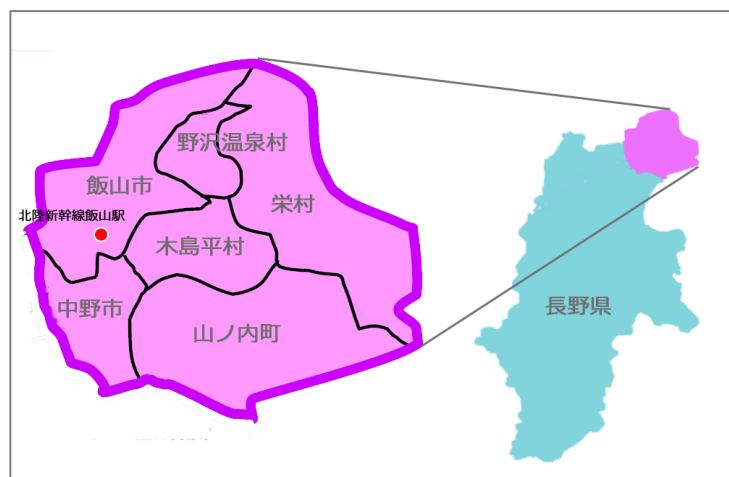 野沢温泉村
飯山市
栄村
北陸新幹線飯山駅
木島平村
中野市
山ノ内町
長野県